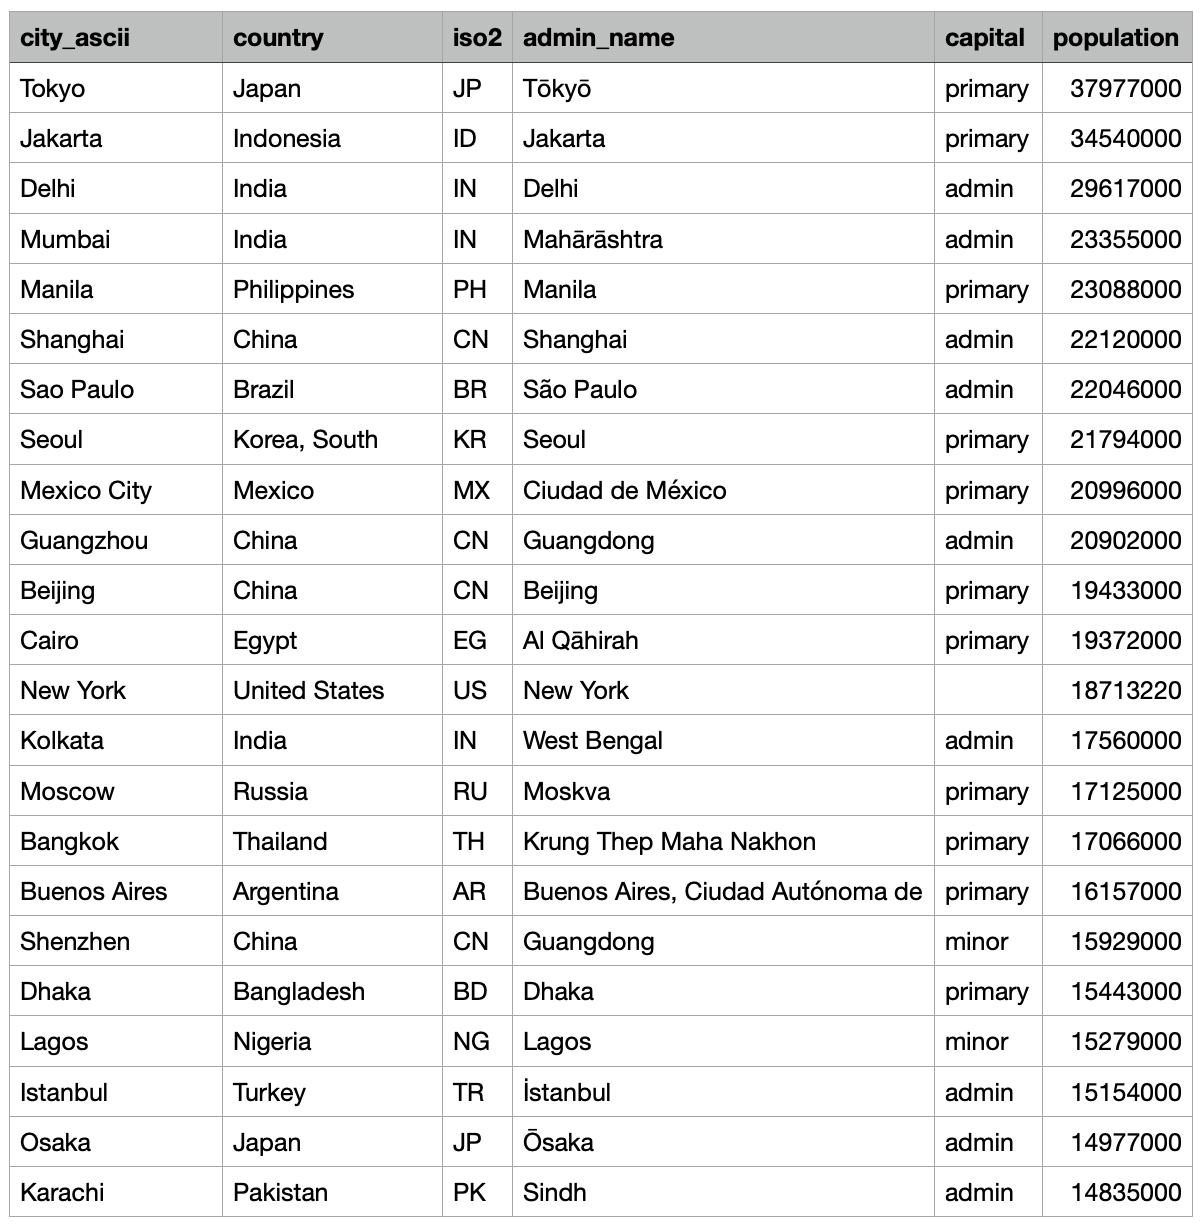 city_ascii country iso2 admin_name capital population
Tokyo Japan JP Tōkyō primary 37977000
Jakarta Indonesia ID Jakarta primary 34540000
Delhi India IN Delhi admin 29617000
Mumbai India IN Mahārāshtra admin 23355000
Manila Philippines PH Manila primary 23088000
Shanghai China CN Shanghai admin 22120000
Sao Paulo Brazil BR São Paulo admin 22046000
Seoul Korea, South KR Seoul primary 21794000
Mexico City Mexico MX Ciudad de México primary 20996000
Guangzhou China CN Guangdong admin 20902000
Beijing China CN Beijing primary 19433000
Cairo Egypt EG Al Qāhirah primary 19372000
New York United States US New York 18713220
Kolkata India IN West Bengal admin 17560000
Moscow Russia RU Moskva primary 17125000
Bangkok Thailand TH Krung Thep Maha Nakhon primary 17066000
Buenos Aires Argentina AR Buenos Aires, Ciudad Autónoma de primary 16157000
Shenzhen China CN Guangdong minor 15929000
Dhaka Bangladesh BD Dhaka primary 15443000
Lagos Nigeria NG Lagos minor 15279000
Istanbul Turkey TR İstanbul admin 15154000
Osaka Japan JP Ōsaka admin 14977000
Karachi Pakistan PK Sindh admin 14835000